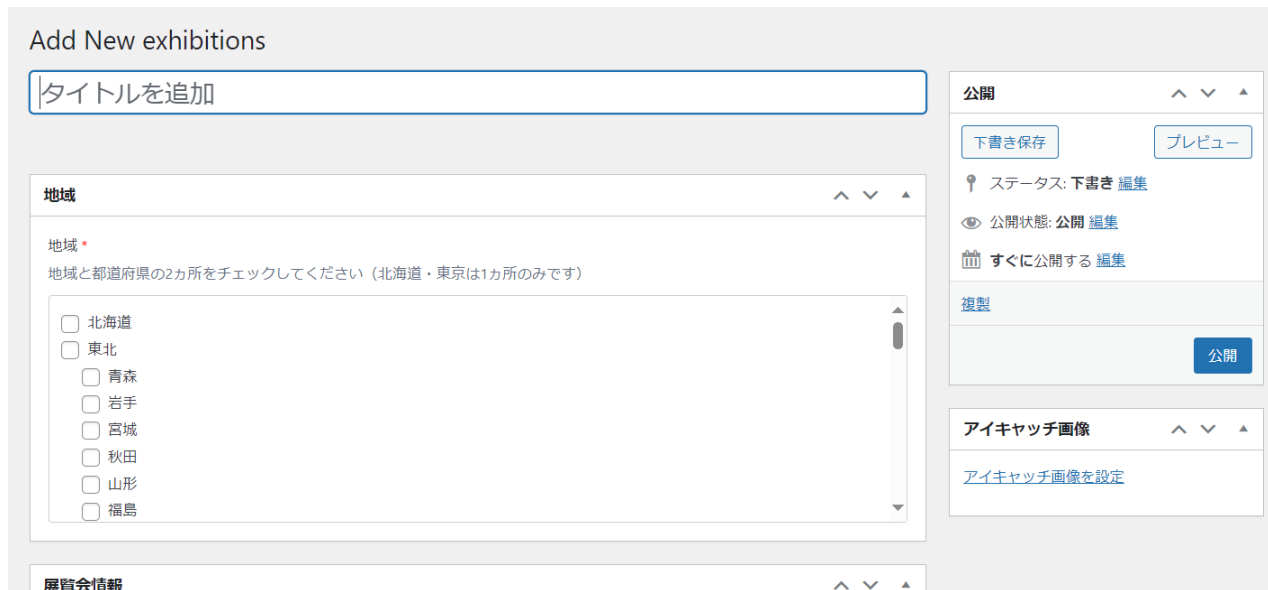 Add New exhibitions
タイトルを追加
地域
地域 *
地域と都道府県の2ヵ所をチェックしてください（北海道・東京は1ヵ所のみです）
北海道
東北
青森
岩手
宮城
秋田
山形
福島
展覧会情報
公開
下書き保存
プレビュー
ステータス: 下書き 編集
公開状態: 公開 編集
すぐに公開する 編集
複製
公開
アイキャッチ画像
アイキャッチ画像を設定